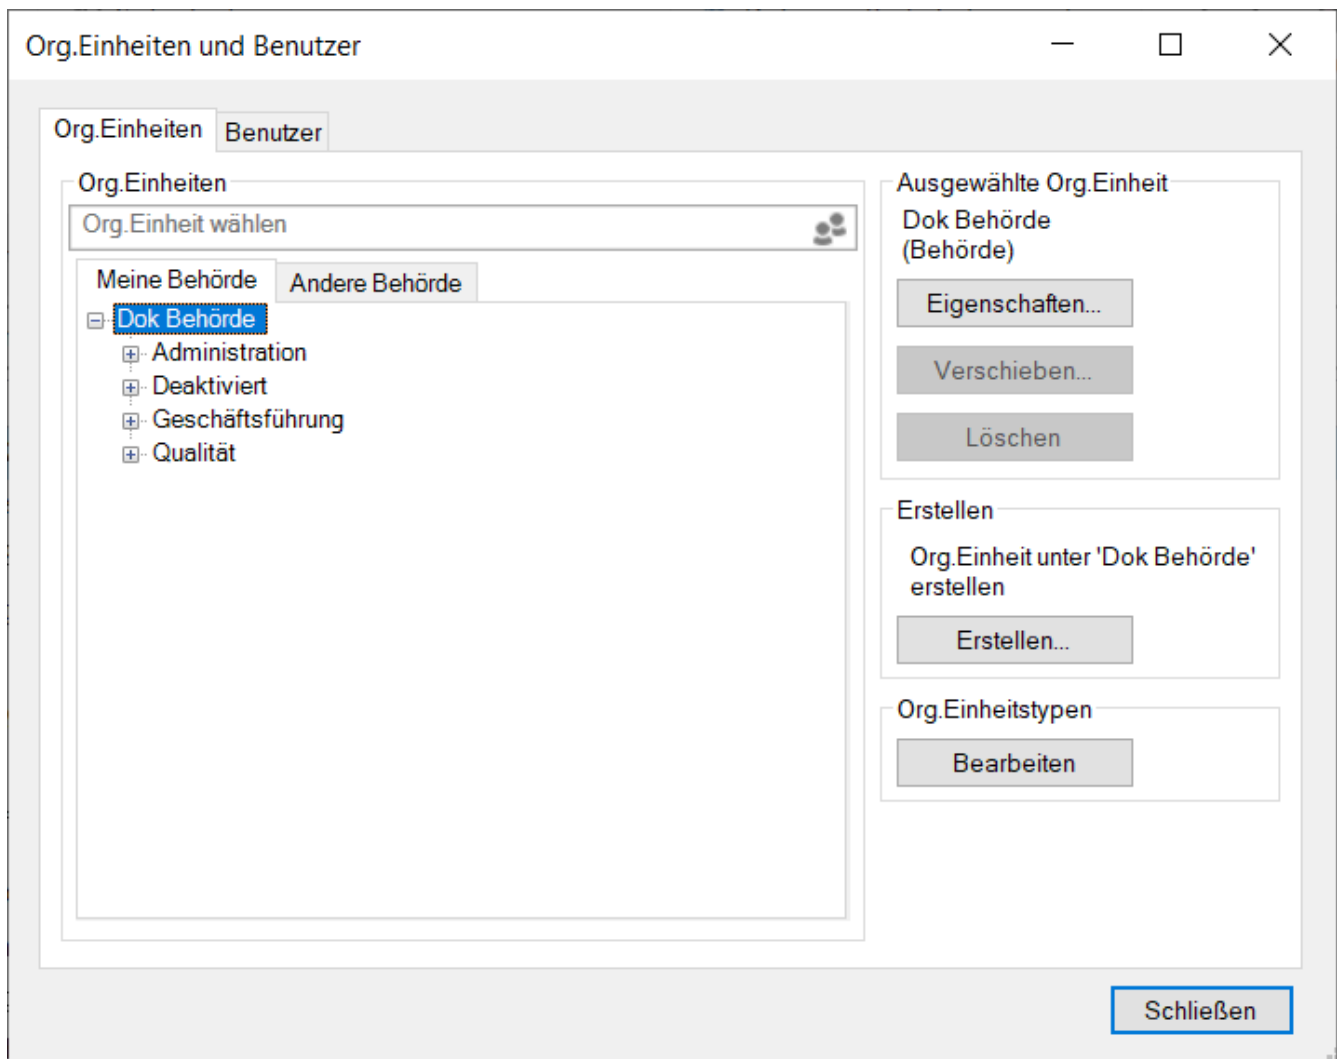 Org.Einheiten und Benutzer
Org.Einheiten
Benutzer
Org.Einheiten
Org.Einheit wählen
Meine Behörde
Andere Behörde
Dok Behörde
Administration
Deaktiviert
Geschäftsführung
Qualität
Ausgewählte Org.Einheit
Dok Behörde
(Behörde)
Eigenschaften...
Verschieben...
Löschen
Erstellen
Org.Einheit unter 'Dok Behörde'
erstellen
Erstellen...
Org.Einheitstypen
Bearbeiten
Schließen